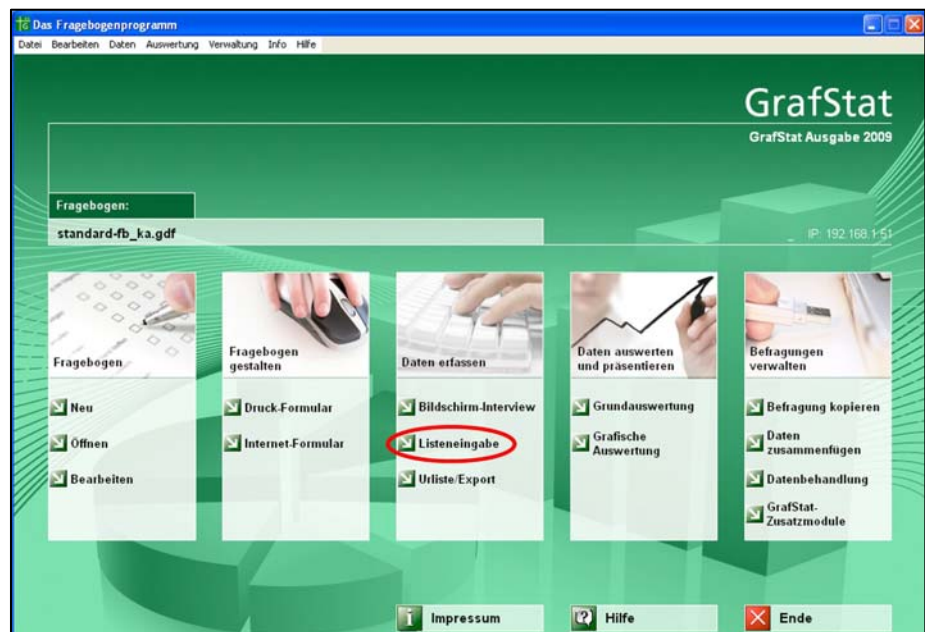 Das Fragebogenprogramm
Datei Bearbeiten Daten Auswertung Verwaltung Info Hilfe
GrafStat
GrafStat Ausgabe 2009
Fragebogen:
standard-fb_ka.gdf
IP: 192.168.1.51
Fragebogen
Neu
Öffnen
Bearbeiten
Fragebogen
gestalten
Druck-Formular
Internet-Formular
Daten erfassen
Bildschirm-Interview
Listeneingabe
Urliste/Export
Daten auswerten
und präsentieren
Grundauswertung
Grafische
Auswertung
Befragungen
verwalten
Befragung kopieren
Daten
zusammenfügen
Datenbehandlung
GrafStat-
Zusatzmodule
Impressum
Hilfe
Ende